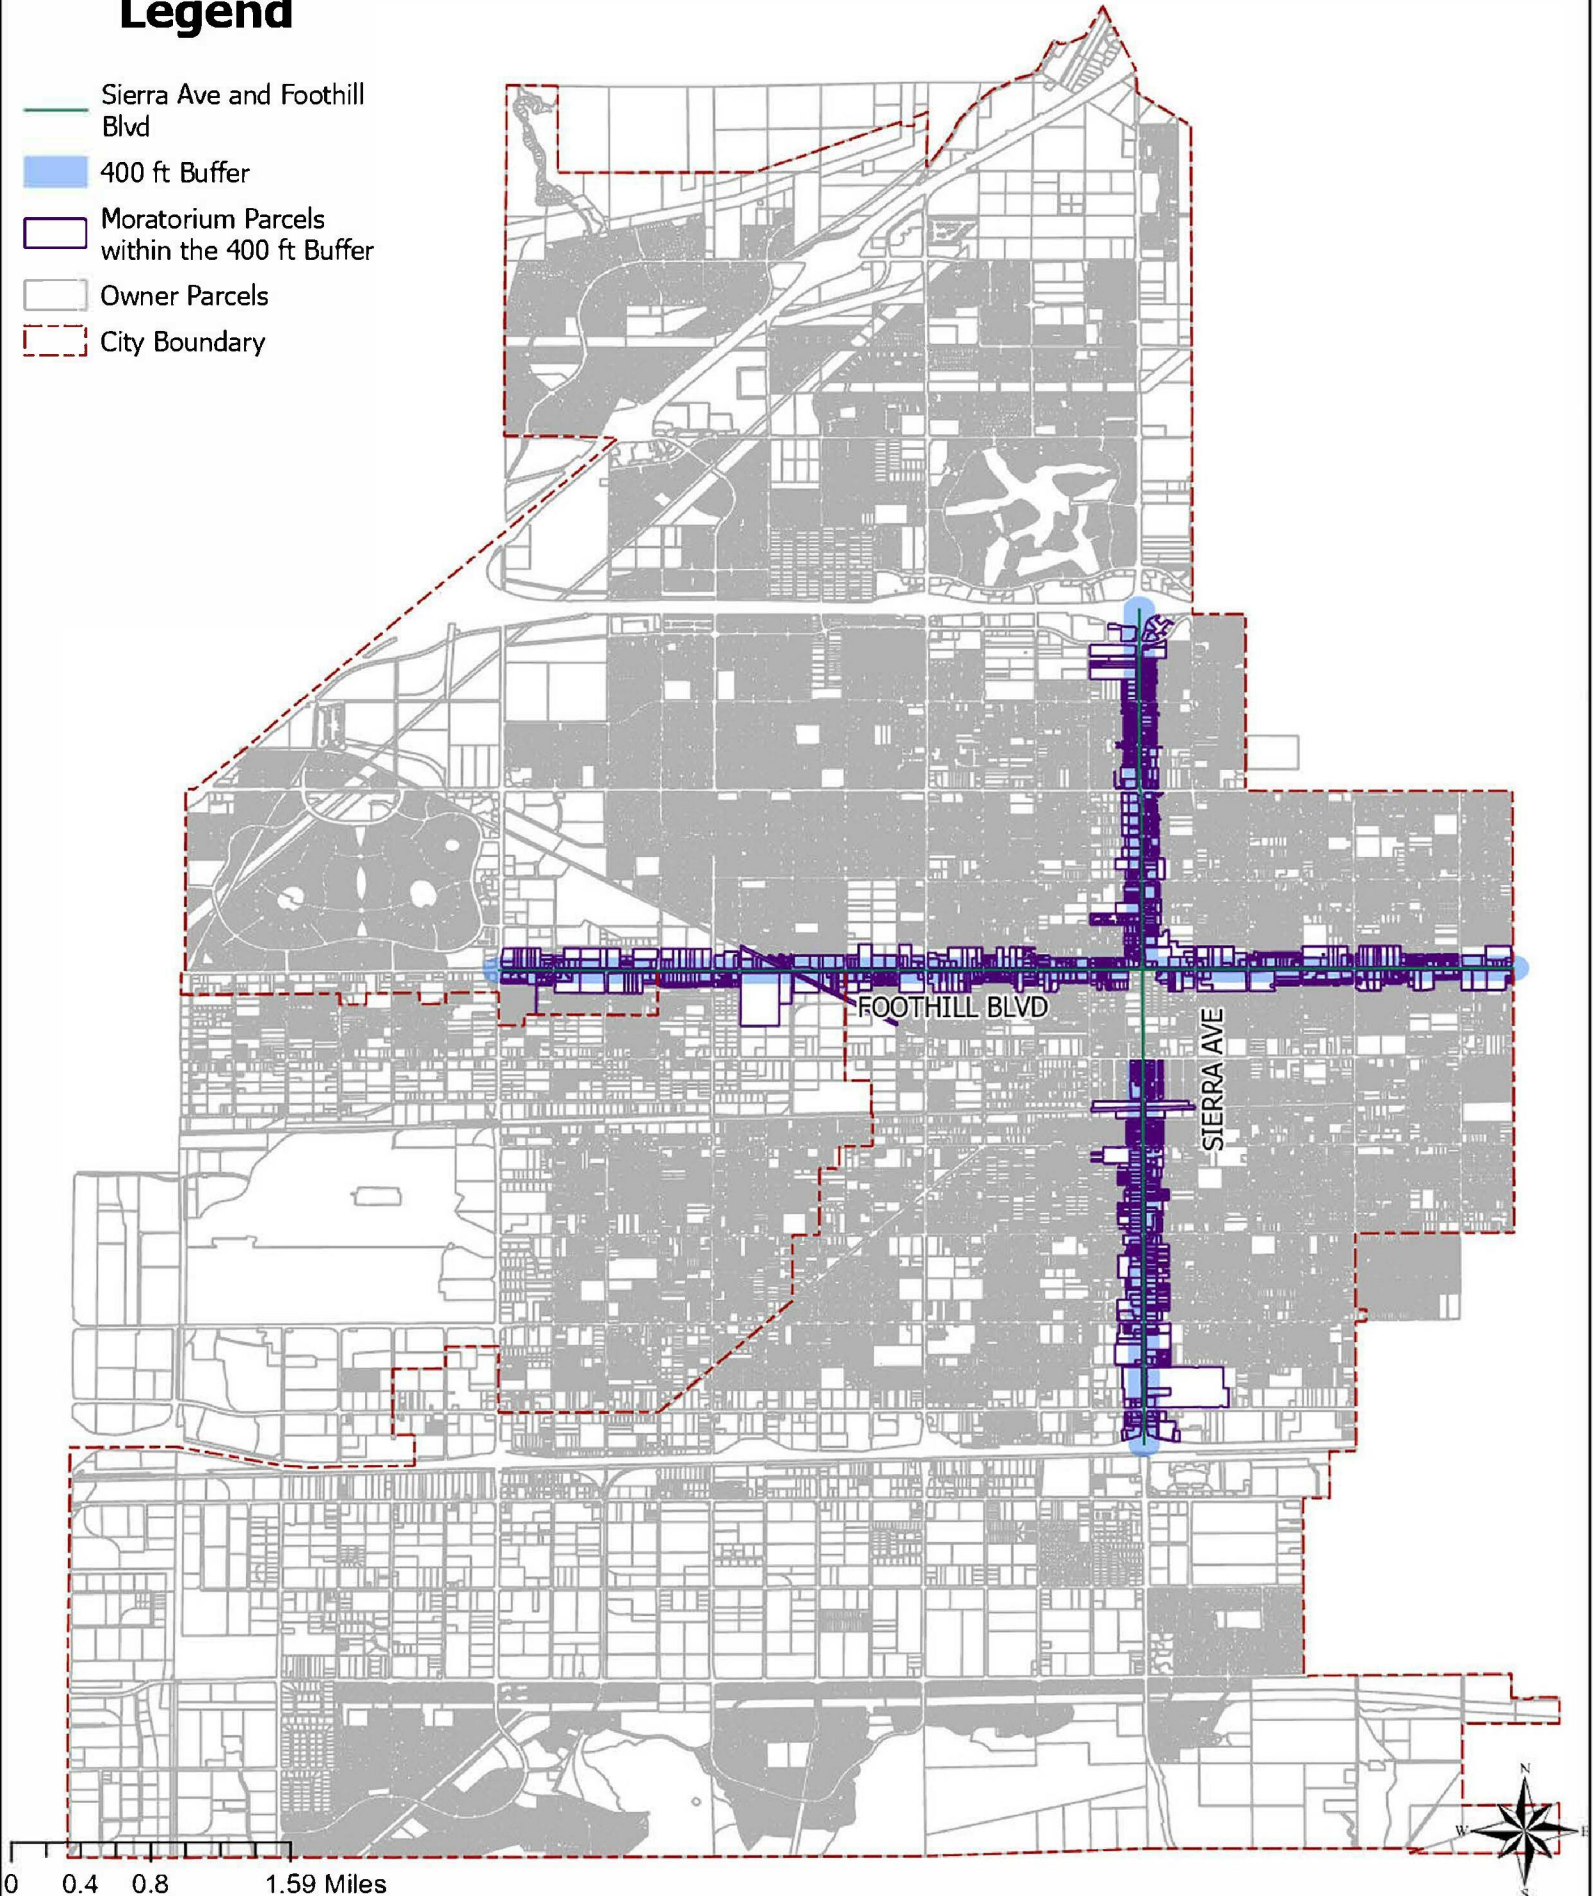 Legend
Sierra Ave and Foothill
Blvd
400 ft Buffer
Moratorium Parcels
within the 400 ft Buffer
Owner Parcels
City Boundary
FOOTHILL BLVD
SIERRA AVE
N
W
E
S
0 0.4 0.8 1.59 Miles